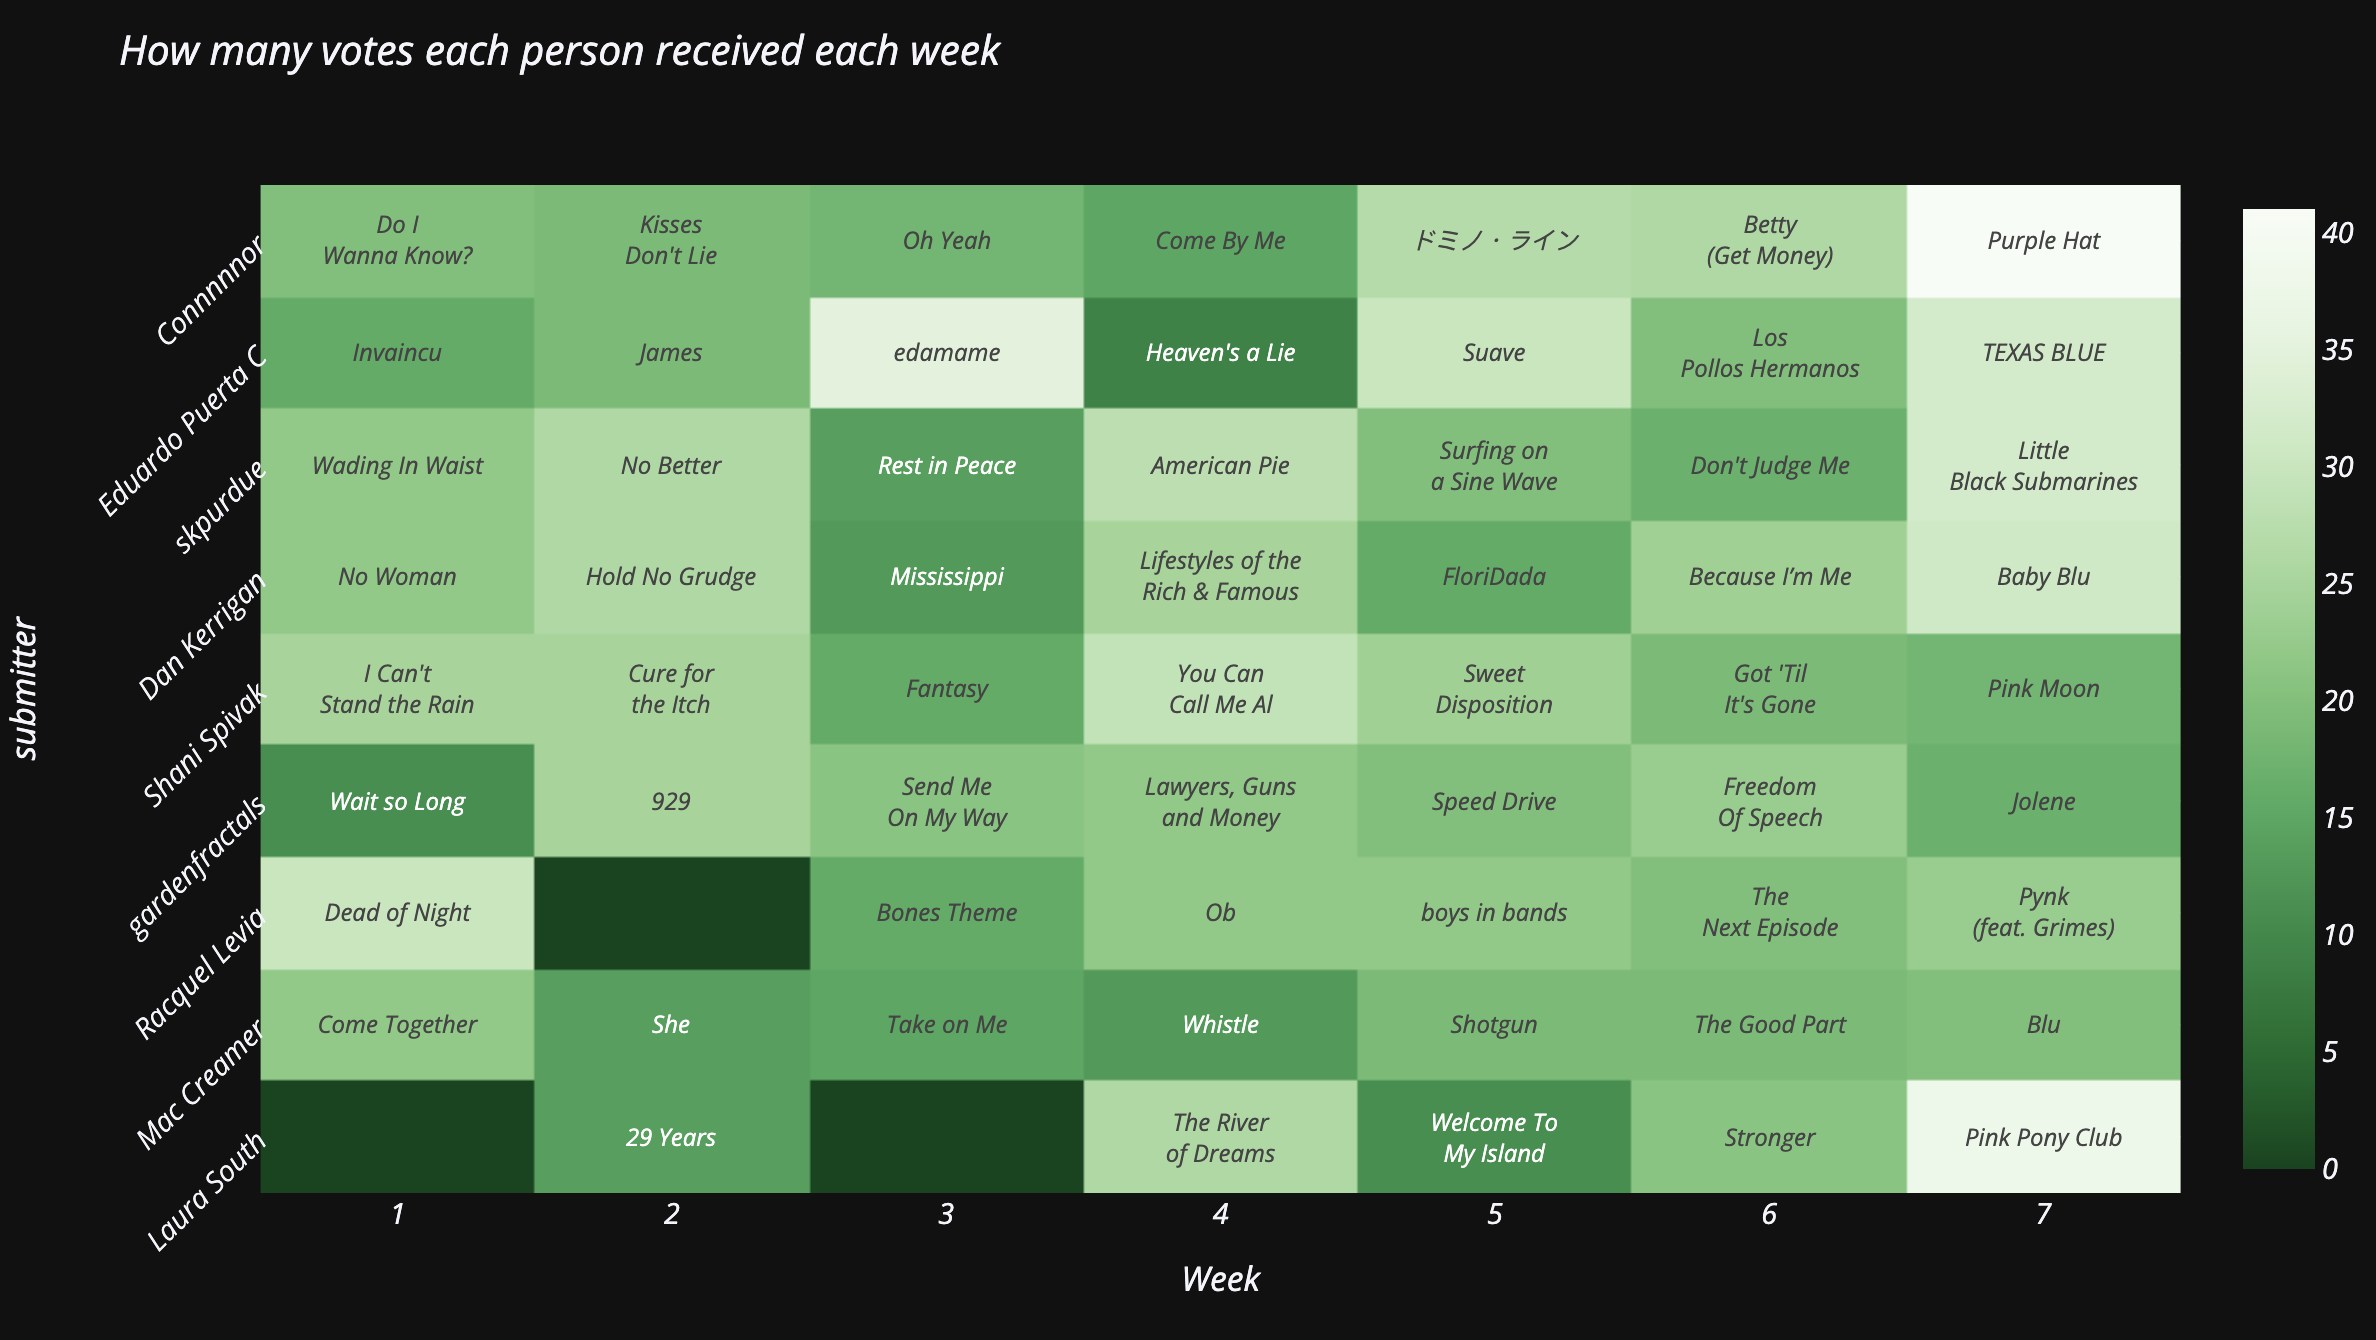 How many votes each person received each week
Connnnnor
Do I
Wanna Know?
Kisses
Don't Lie
Oh Yeah
Come By Me
ドミノ・ライン
Betty
(Get Money)
Purple Hat
Eduardo Puerta C
Invaincu
James
edamame
Heaven's a Lie
Suave
Los
Pollos Hermanos
TEXAS BLUE
skpurdue
Wading In Waist
No Better
Rest in Peace
American Pie
Surfing on
a Sine Wave
Don't Judge Me
Little
Black Submarines
Dan Kerrigan
No Woman
Hold No Grudge
Mississippi
Lifestyles of the
Rich & Famous
FloriDada
Because I’m Me
Baby Blu
Shani Spivak
I Can't
Stand the Rain
Cure for
the Itch
Fantasy
You Can
Call Me Al
Sweet
Disposition
Got 'Til
It's Gone
Pink Moon
gardenfractals
Wait so Long
929
Send Me
On My Way
Lawyers, Guns
and Money
Speed Drive
Freedom
Of Speech
Jolene
Racquel Levia
Dead of Night
Bones Theme
Ob
boys in bands
The
Next Episode
Pynk
(feat. Grimes)
Mac Creamer
Come Together
She
Take on Me
Whistle
Shotgun
The Good Part
Blu
Laura South
29 Years
The River
of Dreams
Welcome To
My Island
Stronger
Pink Pony Club
submitter
1
2
3
4
5
6
7
Week
40
35
30
25
20
15
10
5
0